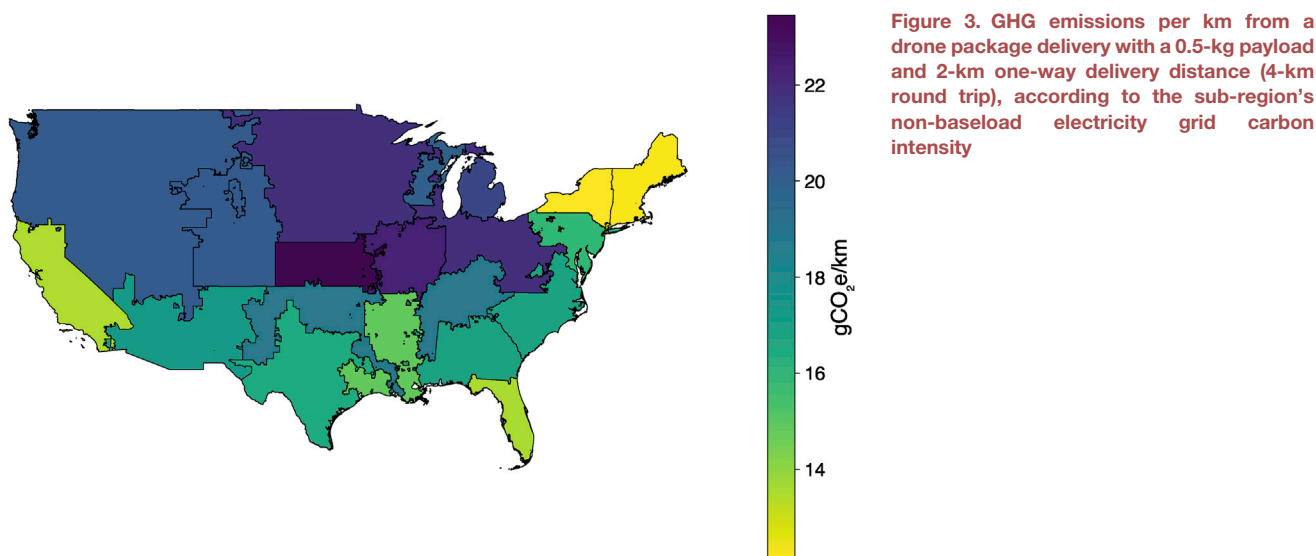 22
20
18
16
14
gCO₂e/km
Figure 3. GHG emissions per km from a
drone package delivery with a 0.5-kg payload
and 2-km one-way delivery distance (4-km
round trip), according to the sub-region's
non-baseload electricity grid carbon
intensity